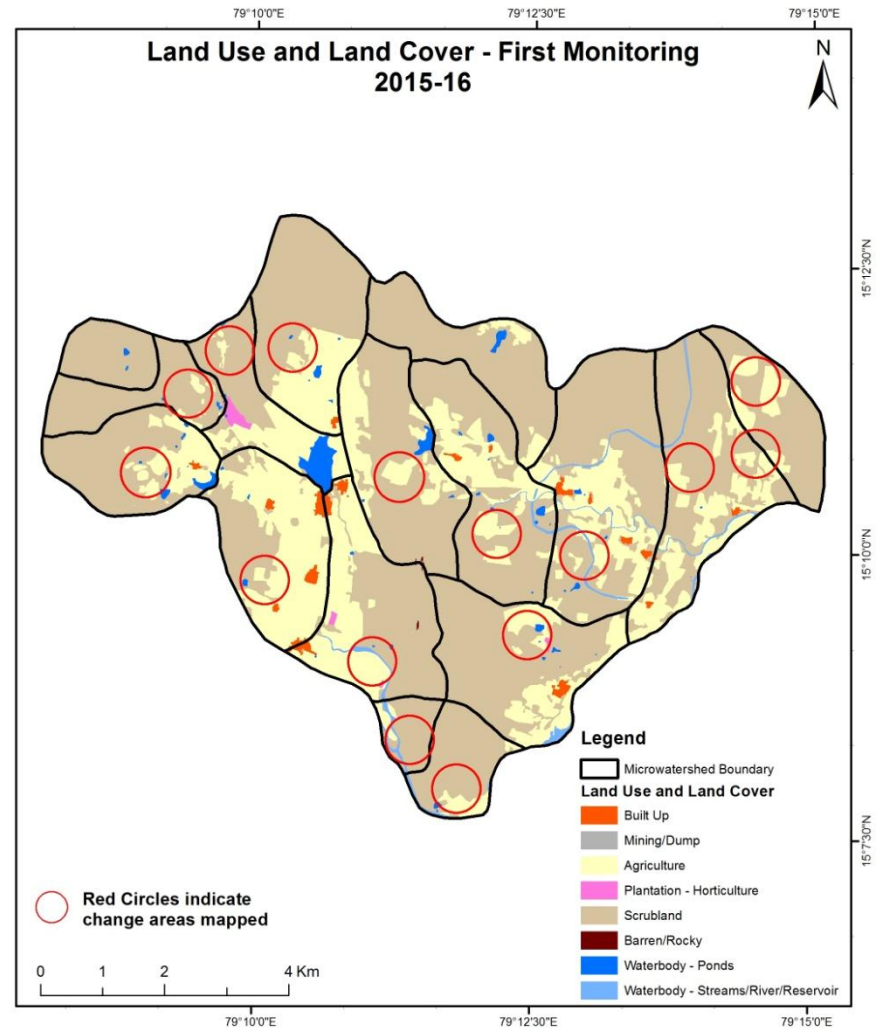 79°10'0"E 79°12'30"E 79°15'0"E
Land Use and Land Cover - First Monitoring
2015-16
N
15°12'30"N
15°10'0"N
15°7'30"N
Legend
Microwatershed Boundary
Land Use and Land Cover
Built Up
Mining/Dump
Agriculture
Plantation - Horticulture
Scrubland
Barren/Rocky
Waterbody - Ponds
Waterbody - Streams/River/Reservoir
Red Circles indicate
change areas mapped
0 1 2 4 Km
79°10'0"E 79°12'30"E 79°15'0"E